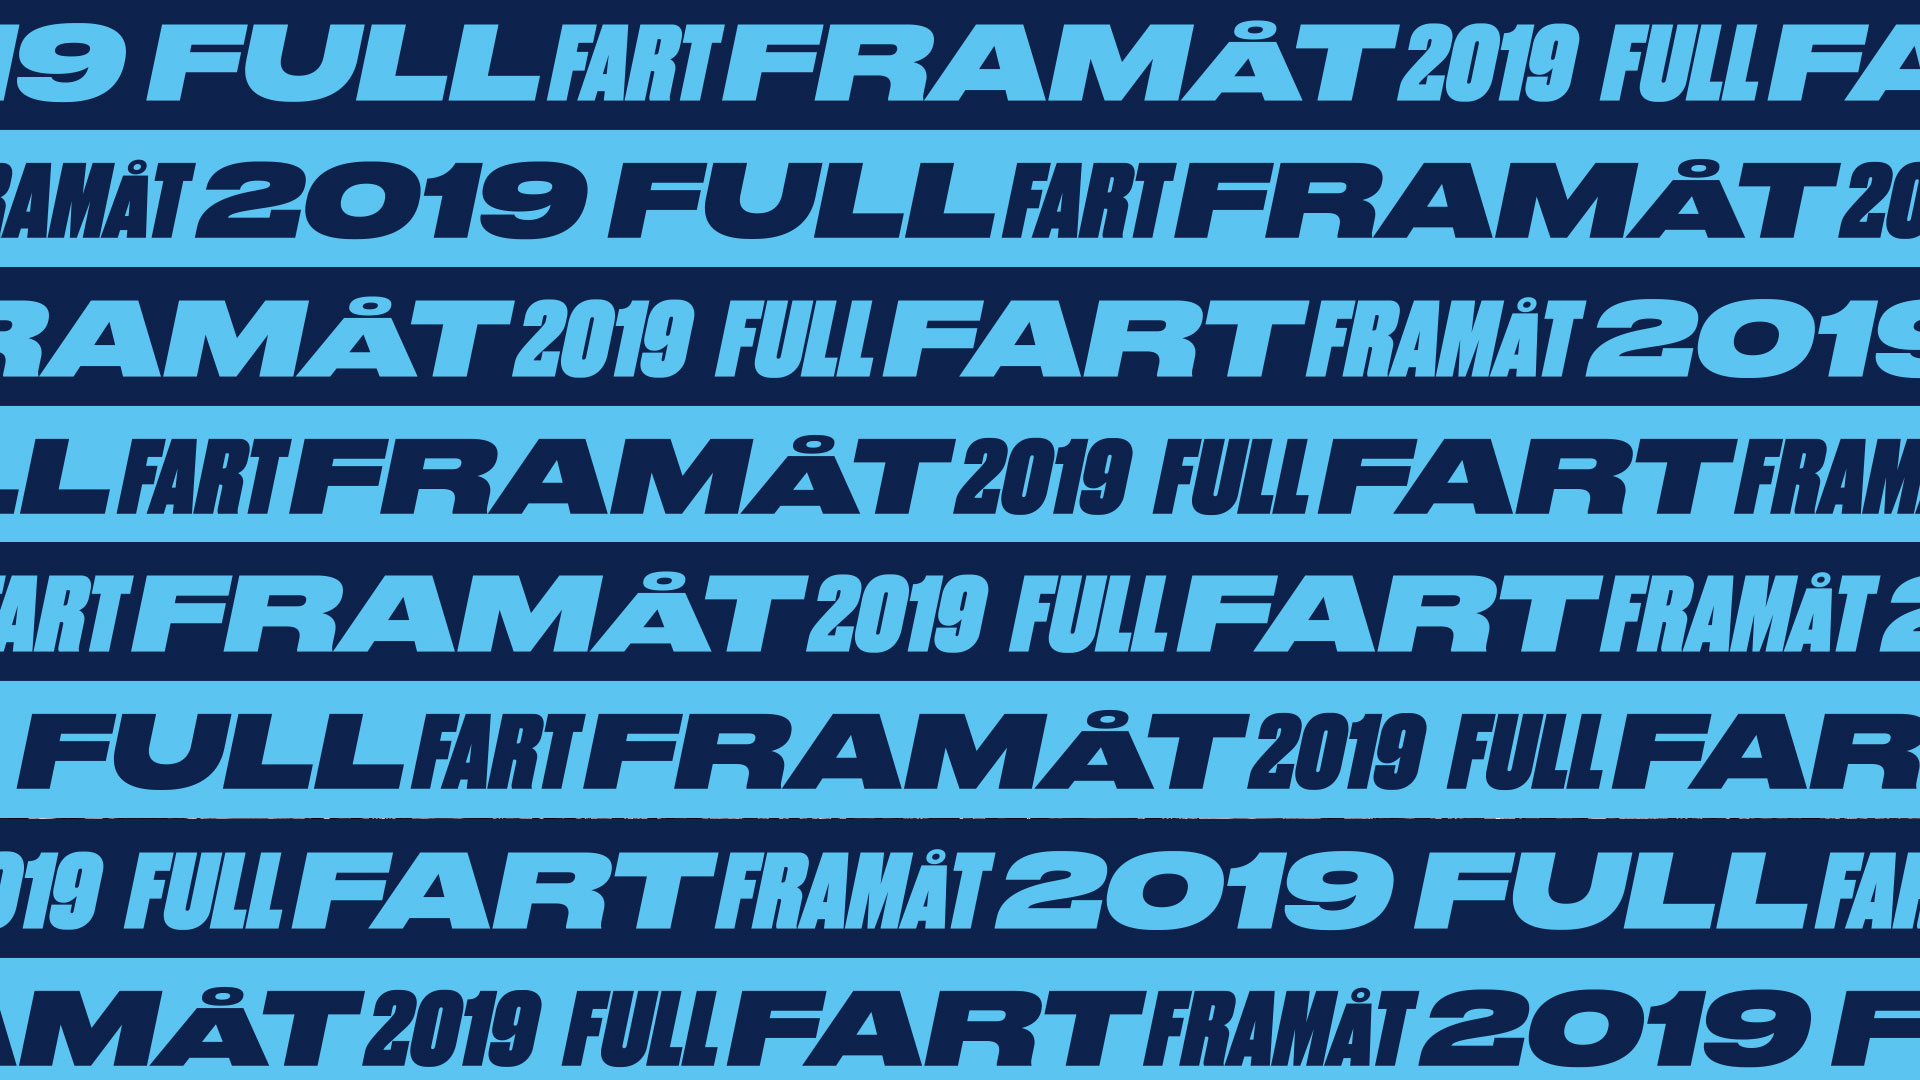 19 FULL FART FRAMÅT 2019 FULL FA
RAMÅT 2019 FULL FART FRAMÅT 20
RAMÅT 2019 FULL FART FRAMÅT 2019
LL FART FRAMÅT 2019 FULL FART FRAM
ART FRAMÅT 2019 FULL FART FRAMÅT 2
FULL FART FRAMÅT 2019 FULL FAR
019 FULL FART FRAMÅT 2019 FULL FAR
AMÅT 2019 FULL FART FRAMÅT 2019 F